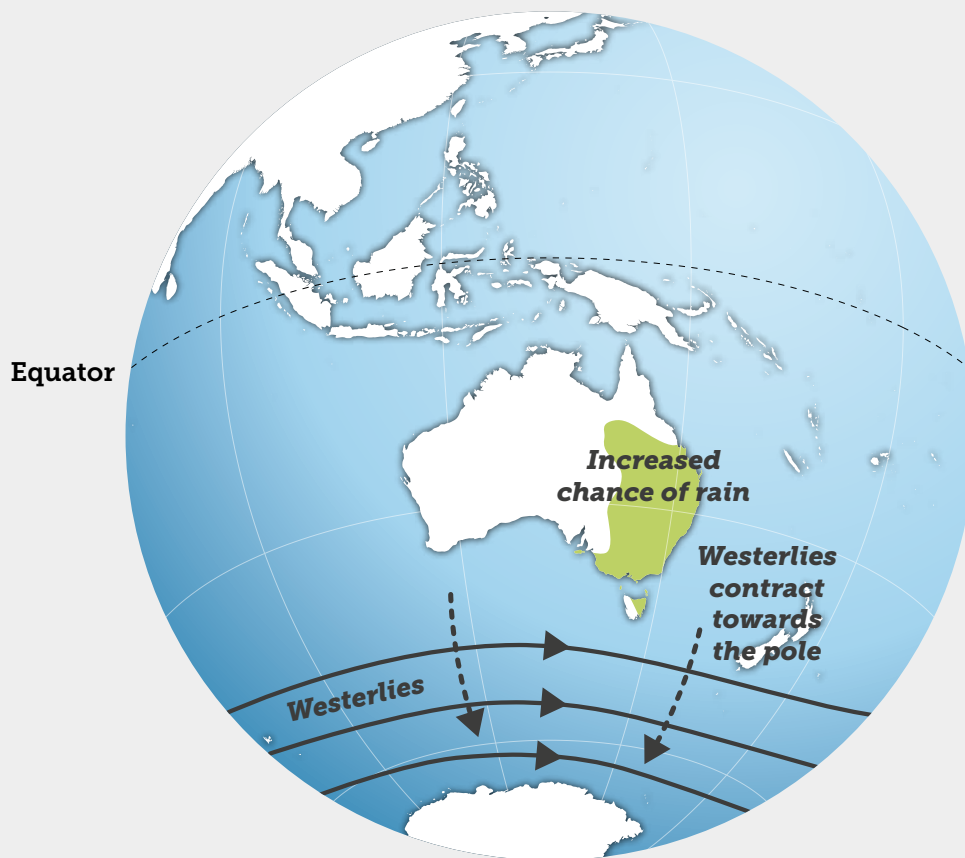 Equator
Increased
chance of rain
Westerlies
contract
towards
the pole
Westerlies